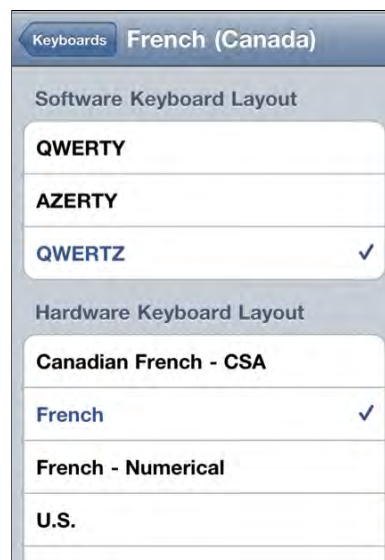 Keyboards French (Canada)
Software Keyboard Layout
QWERTY
AZERTY
QWERTZ
Hardware Keyboard Layout
Canadian French - CSA
French
French - Numerical
U.S.